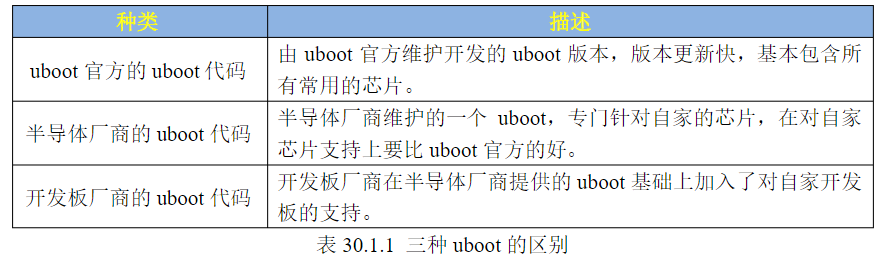 种类 描述
uboot 官方的 uboot 代码 由 uboot 官方维护开发的 uboot 版本，版本更新快，基本包含所
有常用的芯片。
半导体厂商的 uboot 代码 半导体厂商维护的一个 uboot，专门针对自家的芯片，在对自家
芯片支持上要比 uboot 官方的好。
开发板厂商的 uboot 代码 开发板厂商在半导体厂商提供的 uboot 基础上加入了对自家开发
板的支持。
表 30.1.1 三种 uboot 的区别